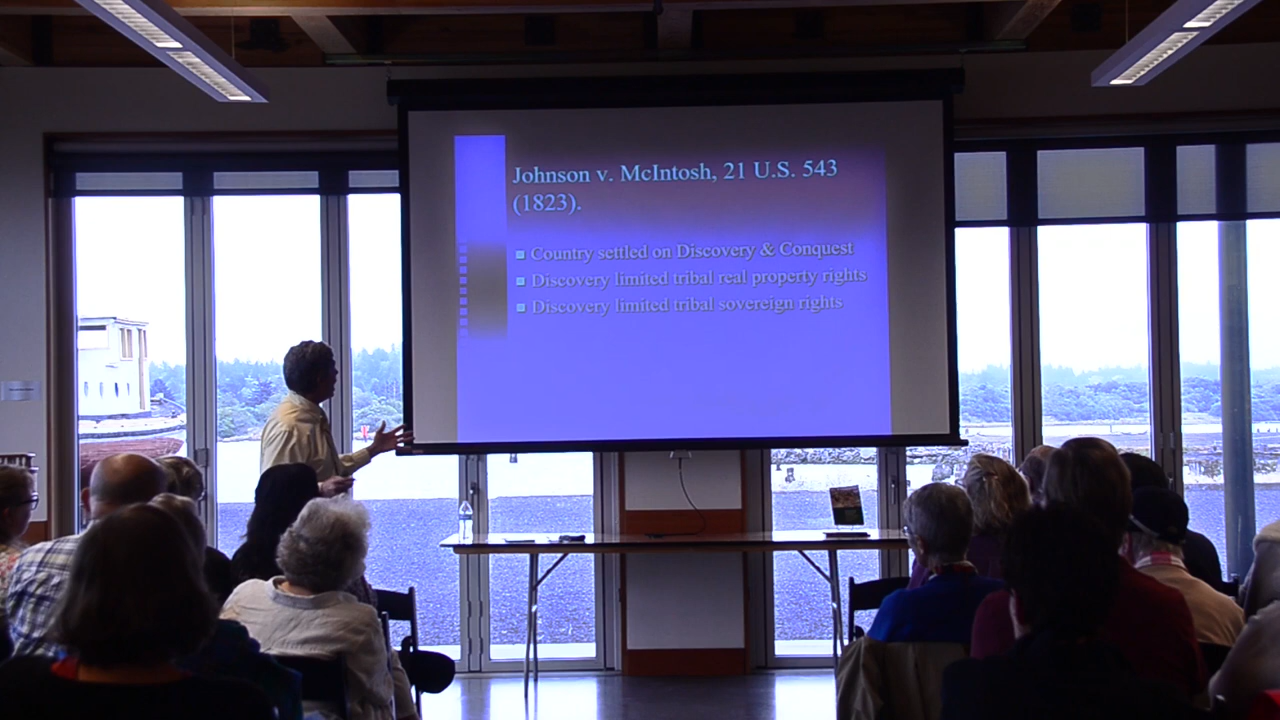 Johnson v. McIntosh, 21 U.S. 543
(1823).
Country settled on Discovery & Conquest
Discovery limited tribal real property rights
Discovery limited tribal sovereign rights